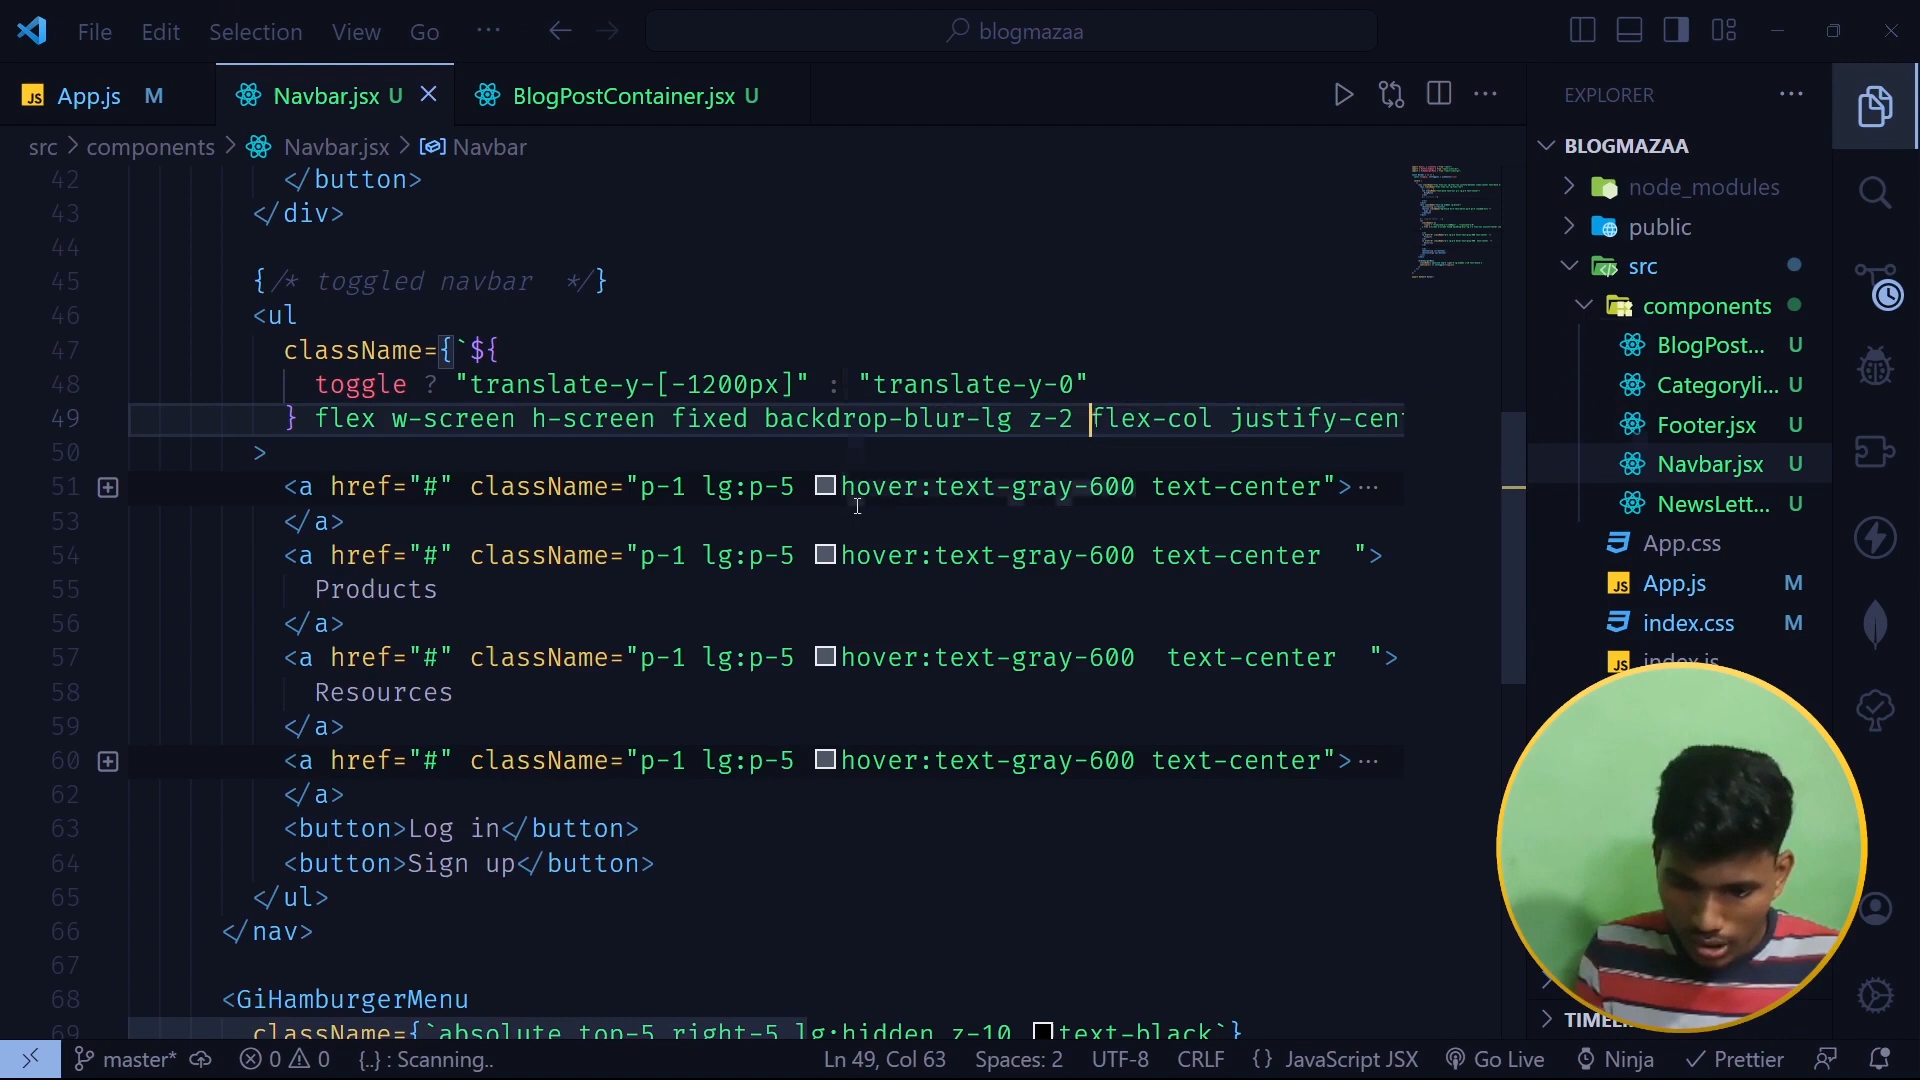 File Edit Selection View Go ··· blogmazaa
App.js M Navbar.jsx U BlogPostContainer.jsx U
EXPLORER
src > components > Navbar.jsx > Navbar
42 </button>
43 </div>
44
45 {/* toggled navbar */}
46 <ul
47 className={`${
48 toggle ? "translate-y-[-1200px]" : "translate-y-0"
49 } flex w-screen h-screen fixed backdrop-blur-lg z-2 flex-col justify-cent
50 >
51 <a href="#" className="p-1 lg:p-5 hover:text-gray-600 text-center">···
53 </a>
54 <a href="#" className="p-1 lg:p-5 hover:text-gray-600 text-center  ">
55 Products
56 </a>
57 <a href="#" className="p-1 lg:p-5 hover:text-gray-600  text-center  ">
58 Resources
59 </a>
60 <a href="#" className="p-1 lg:p-5 hover:text-gray-600 text-center">···
62 </a>
63 <button>Log in</button>
64 <button>Sign up</button>
65 </ul>
66 </nav>
67
68 <GiHamburgerMenu
69 className={`absolute top-5 right-5 lg:hidden z-10 text-black`}
BLOGMAZAA
node_modules
public
src
components
BlogPost... U
Categoryli... U
Footer.jsx U
Navbar.jsx U
NewsLett... U
App.css
App.js M
index.css M
index.js
master* 0 0 {..} : Scanning.. Ln 49, Col 63 Spaces: 2 UTF-8 CRLF {} JavaScript JSX Go Live Ninja Prettier